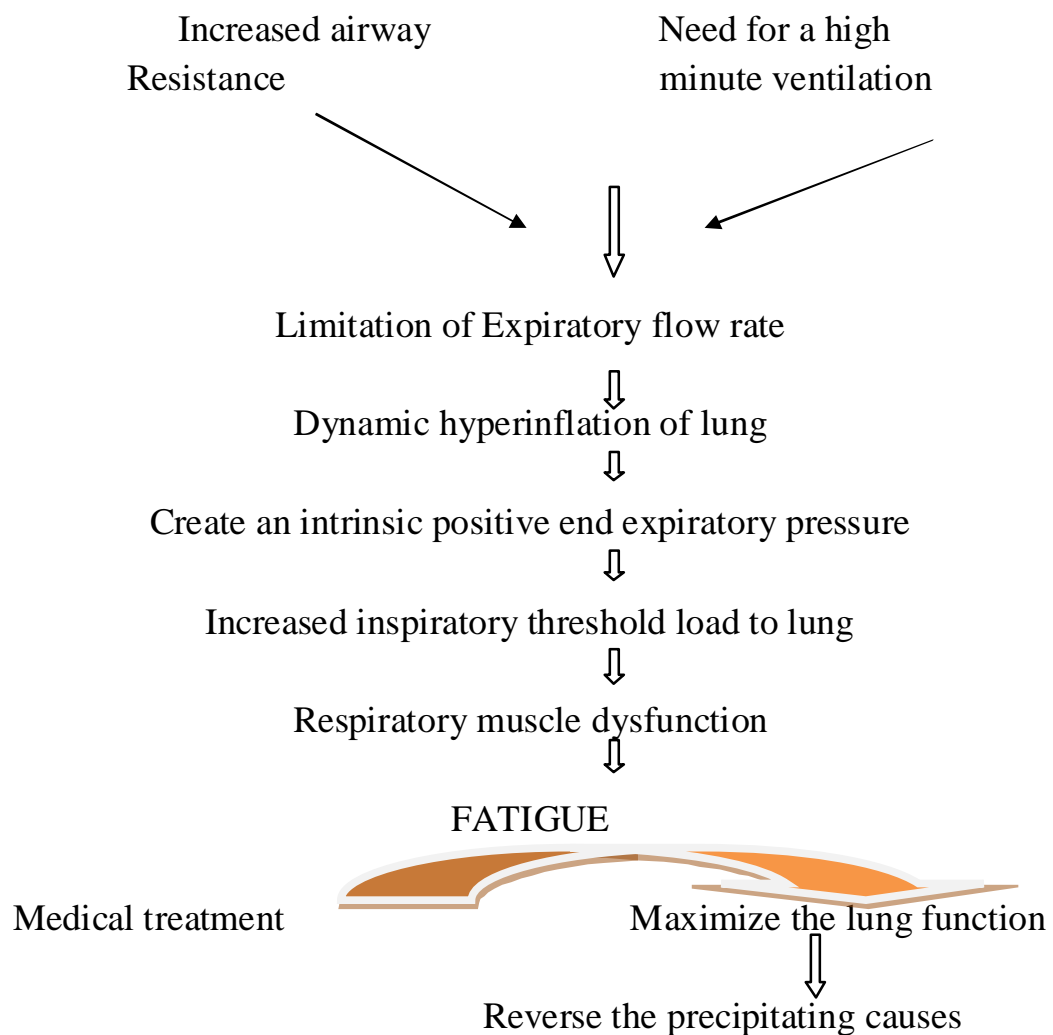 Increased airway Need for a high
Resistance minute ventilation
Limitation of Expiratory flow rate
Dynamic hyperinflation of lung
Create an intrinsic positive end expiratory pressure
Increased inspiratory threshold load to lung
Respiratory muscle dysfunction
FATIGUE
Medical treatment Maximize the lung function
Reverse the precipitating causes